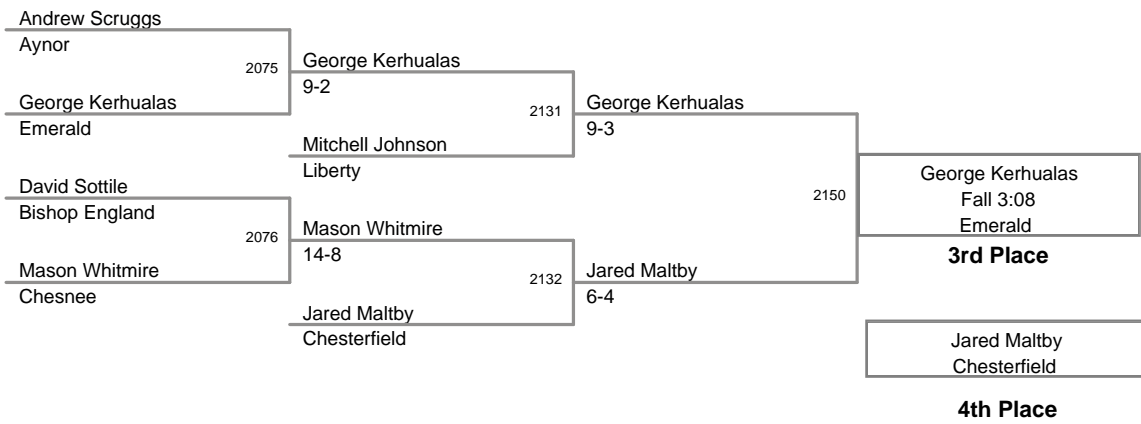 Andrew Scruggs
Aynor
2075
George Kerhualas
Emerald
George Kerhualas
9-2
2131
Mitchell Johnson
Liberty
David Sottile
Bishop England
2076
Mason Whitmire
Chesnee
Mason Whitmire
14-8
2132
Jared Maltby
Chesterfield
George Kerhualas
9-3
2150
Jared Maltby
6-4
George Kerhualas
Fall 3:08
Emerald
3rd Place
Jared Maltby
Chesterfield
4th Place